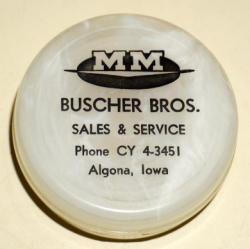 MM
BUSCHER BROS.
SALES & SERVICE
Phone CY 4-3451
Algona, Iowa